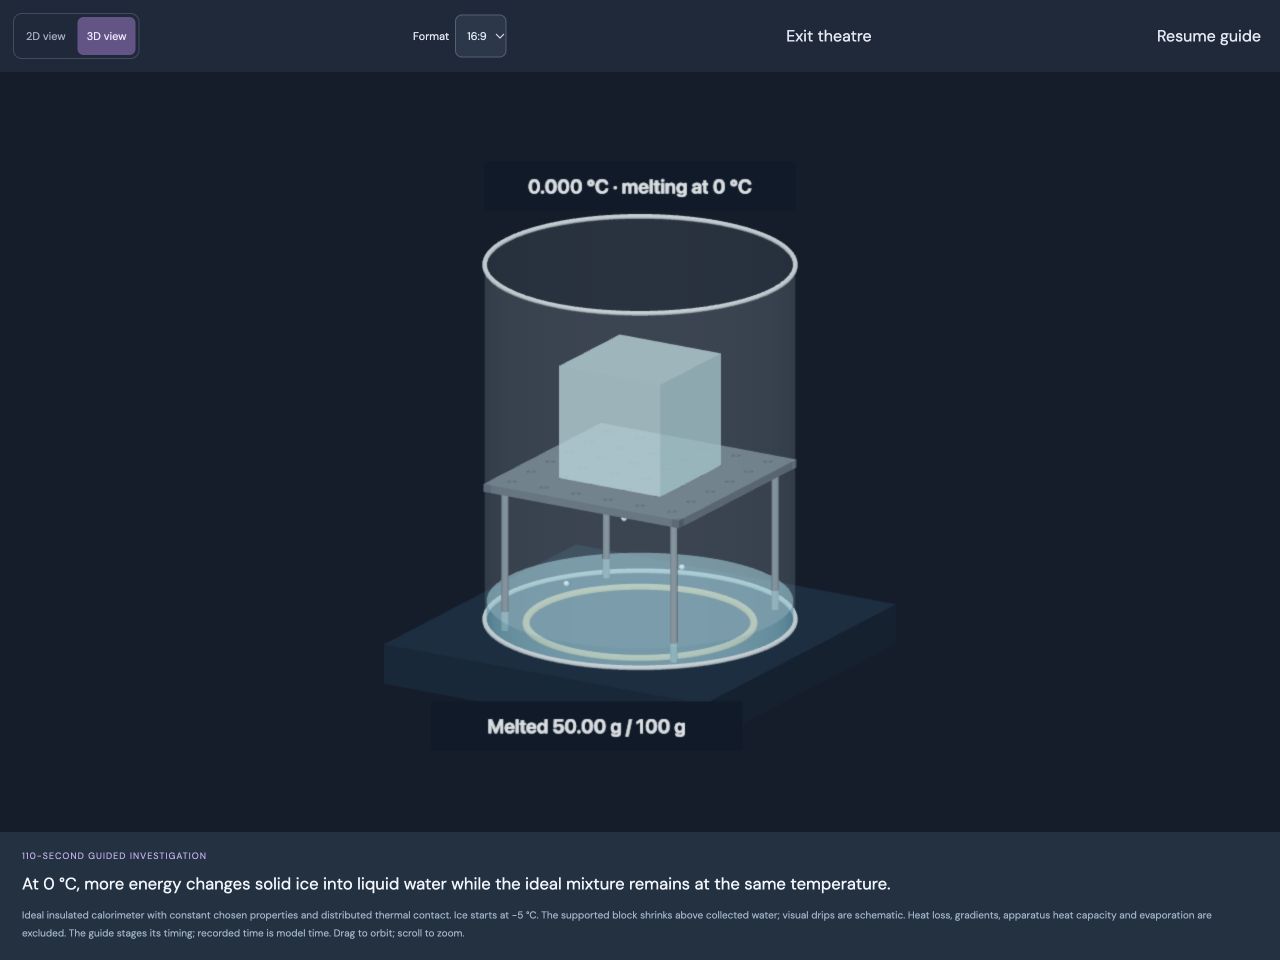 2D view
3D view
Format
16:9
Exit theatre
Resume guide
0.000 °C · melting at 0 °C
Melted 50.00 g / 100 g
110-SECOND GUIDED INVESTIGATION
At 0 °C, more energy changes solid ice into liquid water while the ideal mixture remains at the same temperature.
Ideal insulated calorimeter with constant chosen properties and distributed thermal contact. Ice starts at −5 °C. The supported block shrinks above collected water; visual drips are schematic. Heat loss, gradients, apparatus heat capacity and evaporation are
excluded. The guide stages its timing; recorded time is model time. Drag to orbit; scroll to zoom.